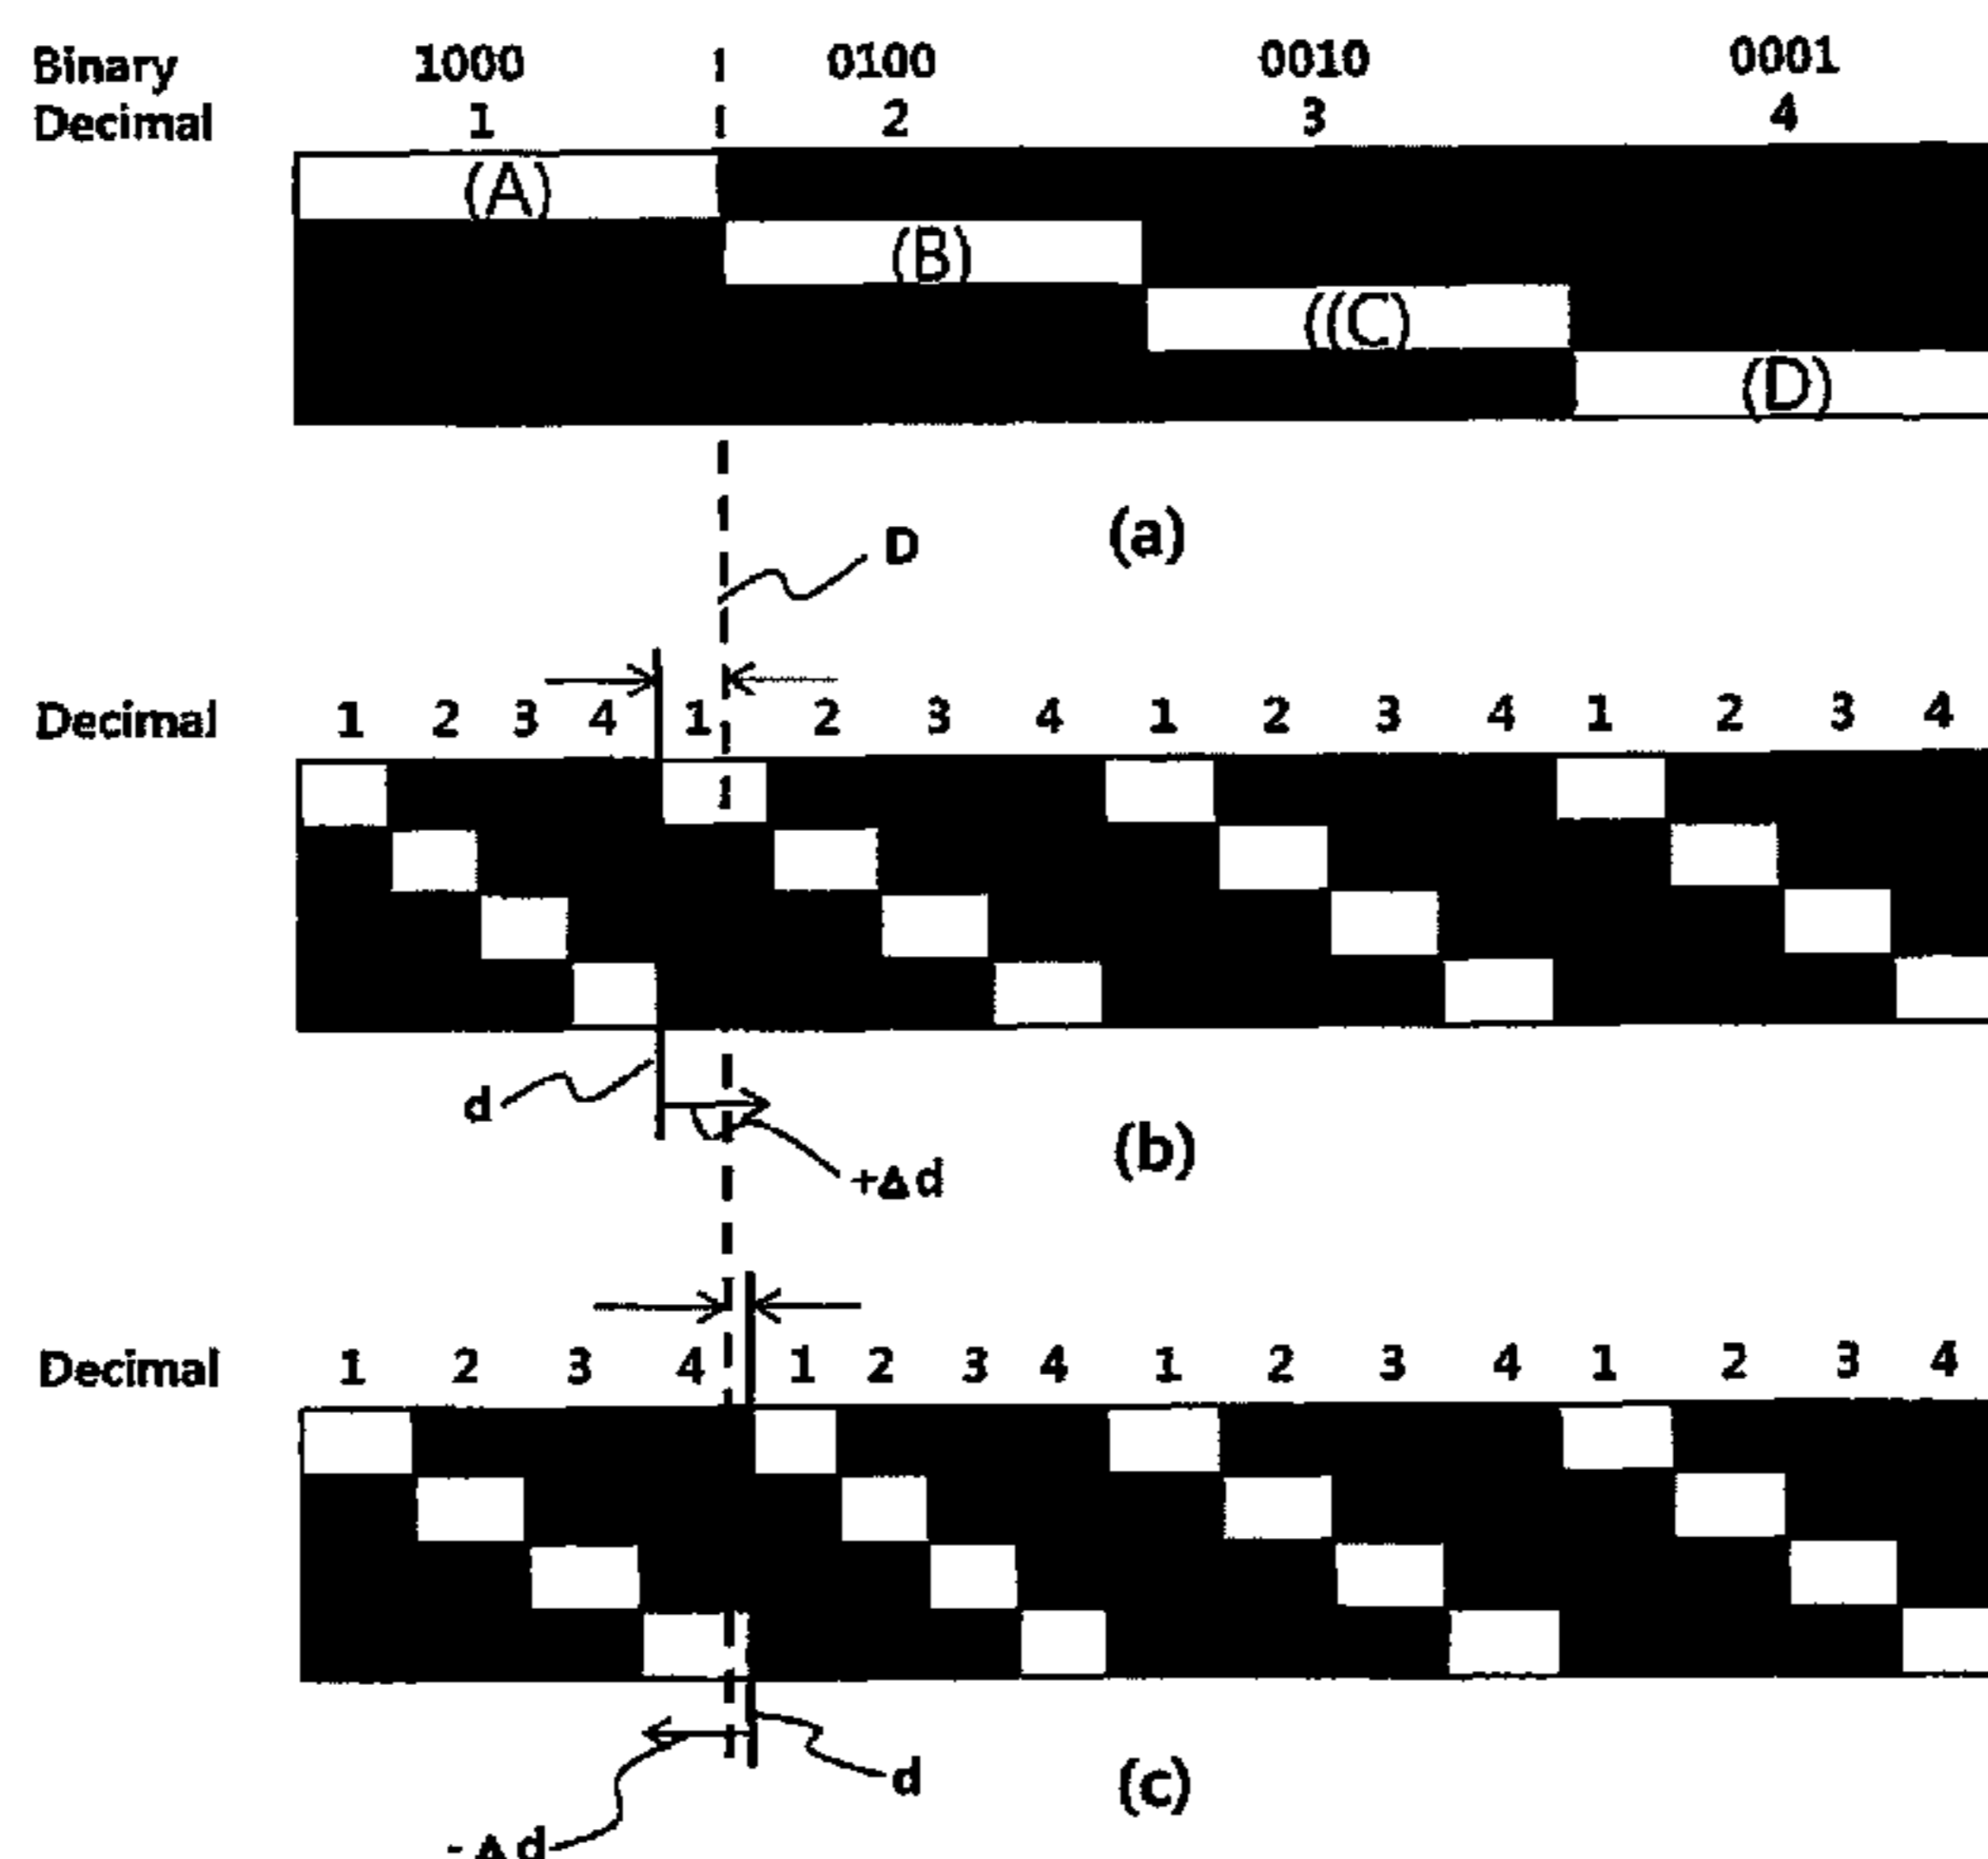 Binary 1000 0100 0010 0001
Decimal 1 2 3 4
(A)
(B)
((C)
(D)
(a)
D
Decimal 1 2 3 4 1 2 3 4 1 2 3 4 1 2 3 4
d
+Δd
(b)
Decimal 1 2 3 4 1 2 3 4 1 2 3 4 1 2 3 4
d
(c)
-Δd